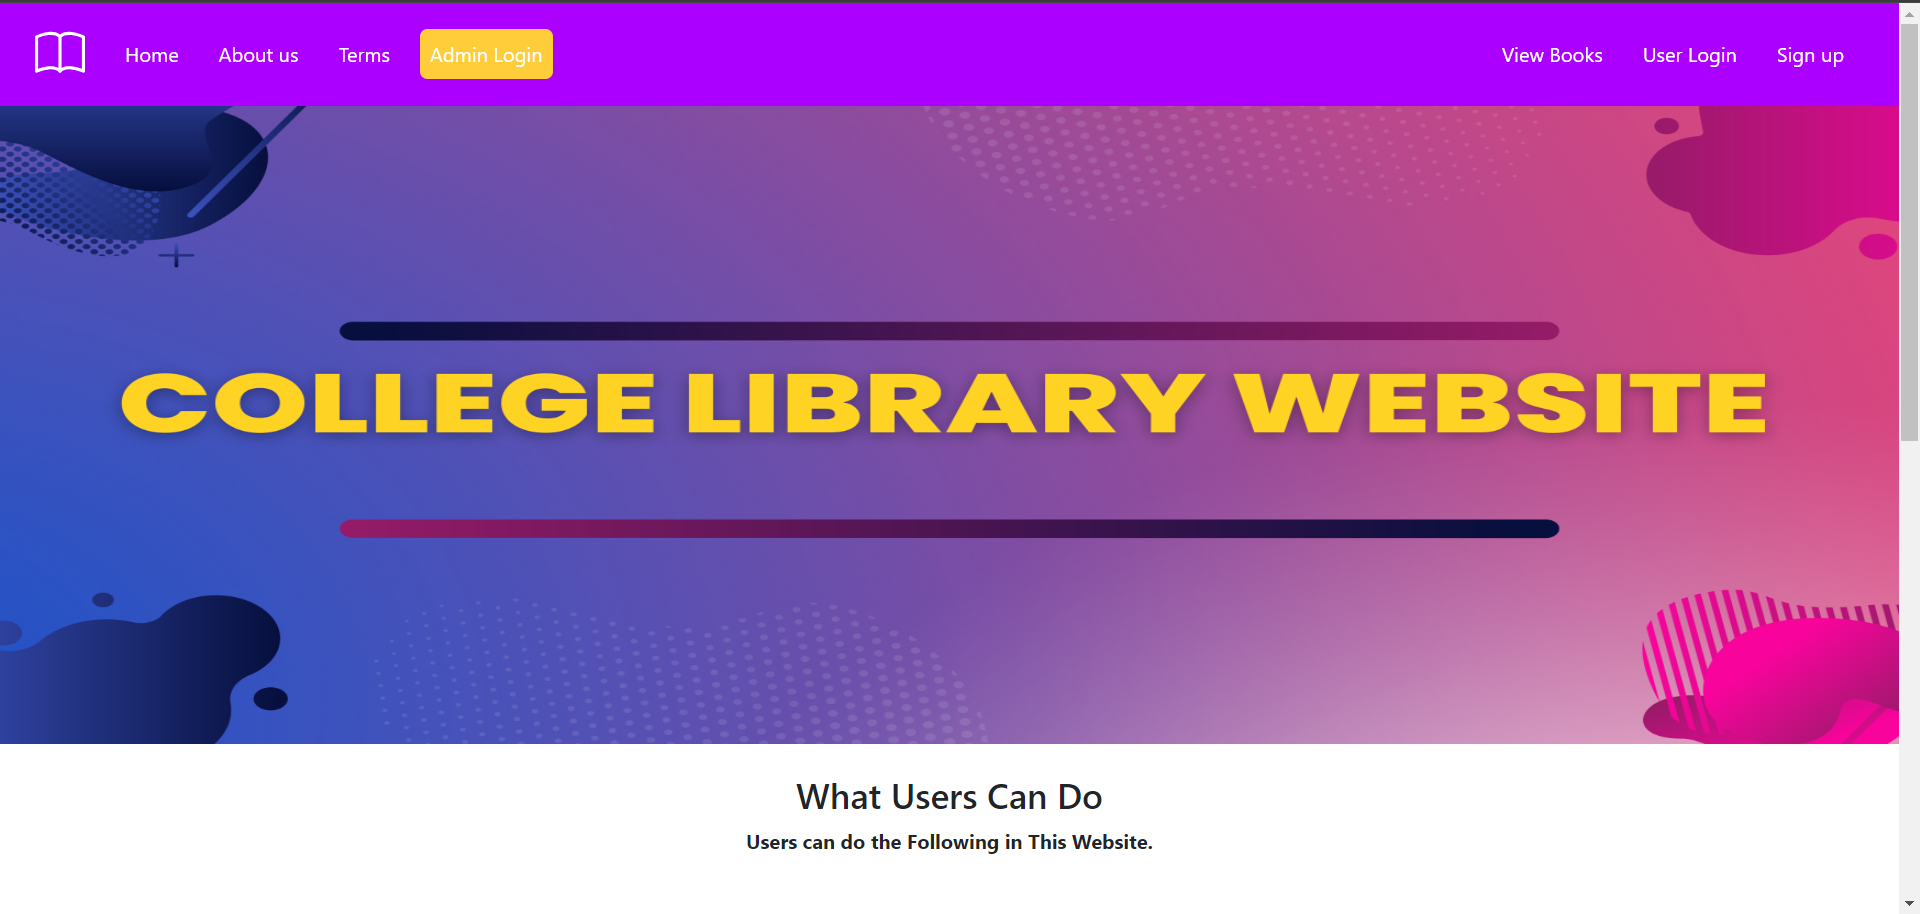 Home About us Terms Admin Login View Books User Login Sign up
COLLEGE LIBRARY WEBSITE
What Users Can Do
Users can do the Following in This Website.